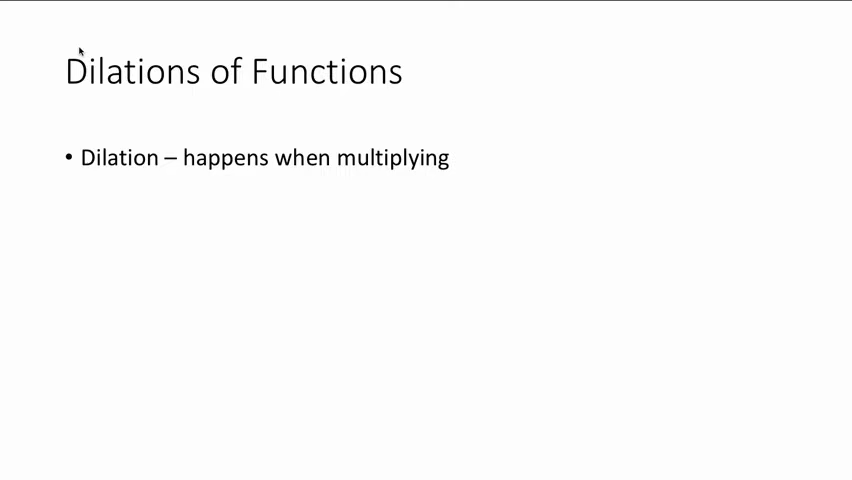 Dilations of Functions
• Dilation – happens when multiplying